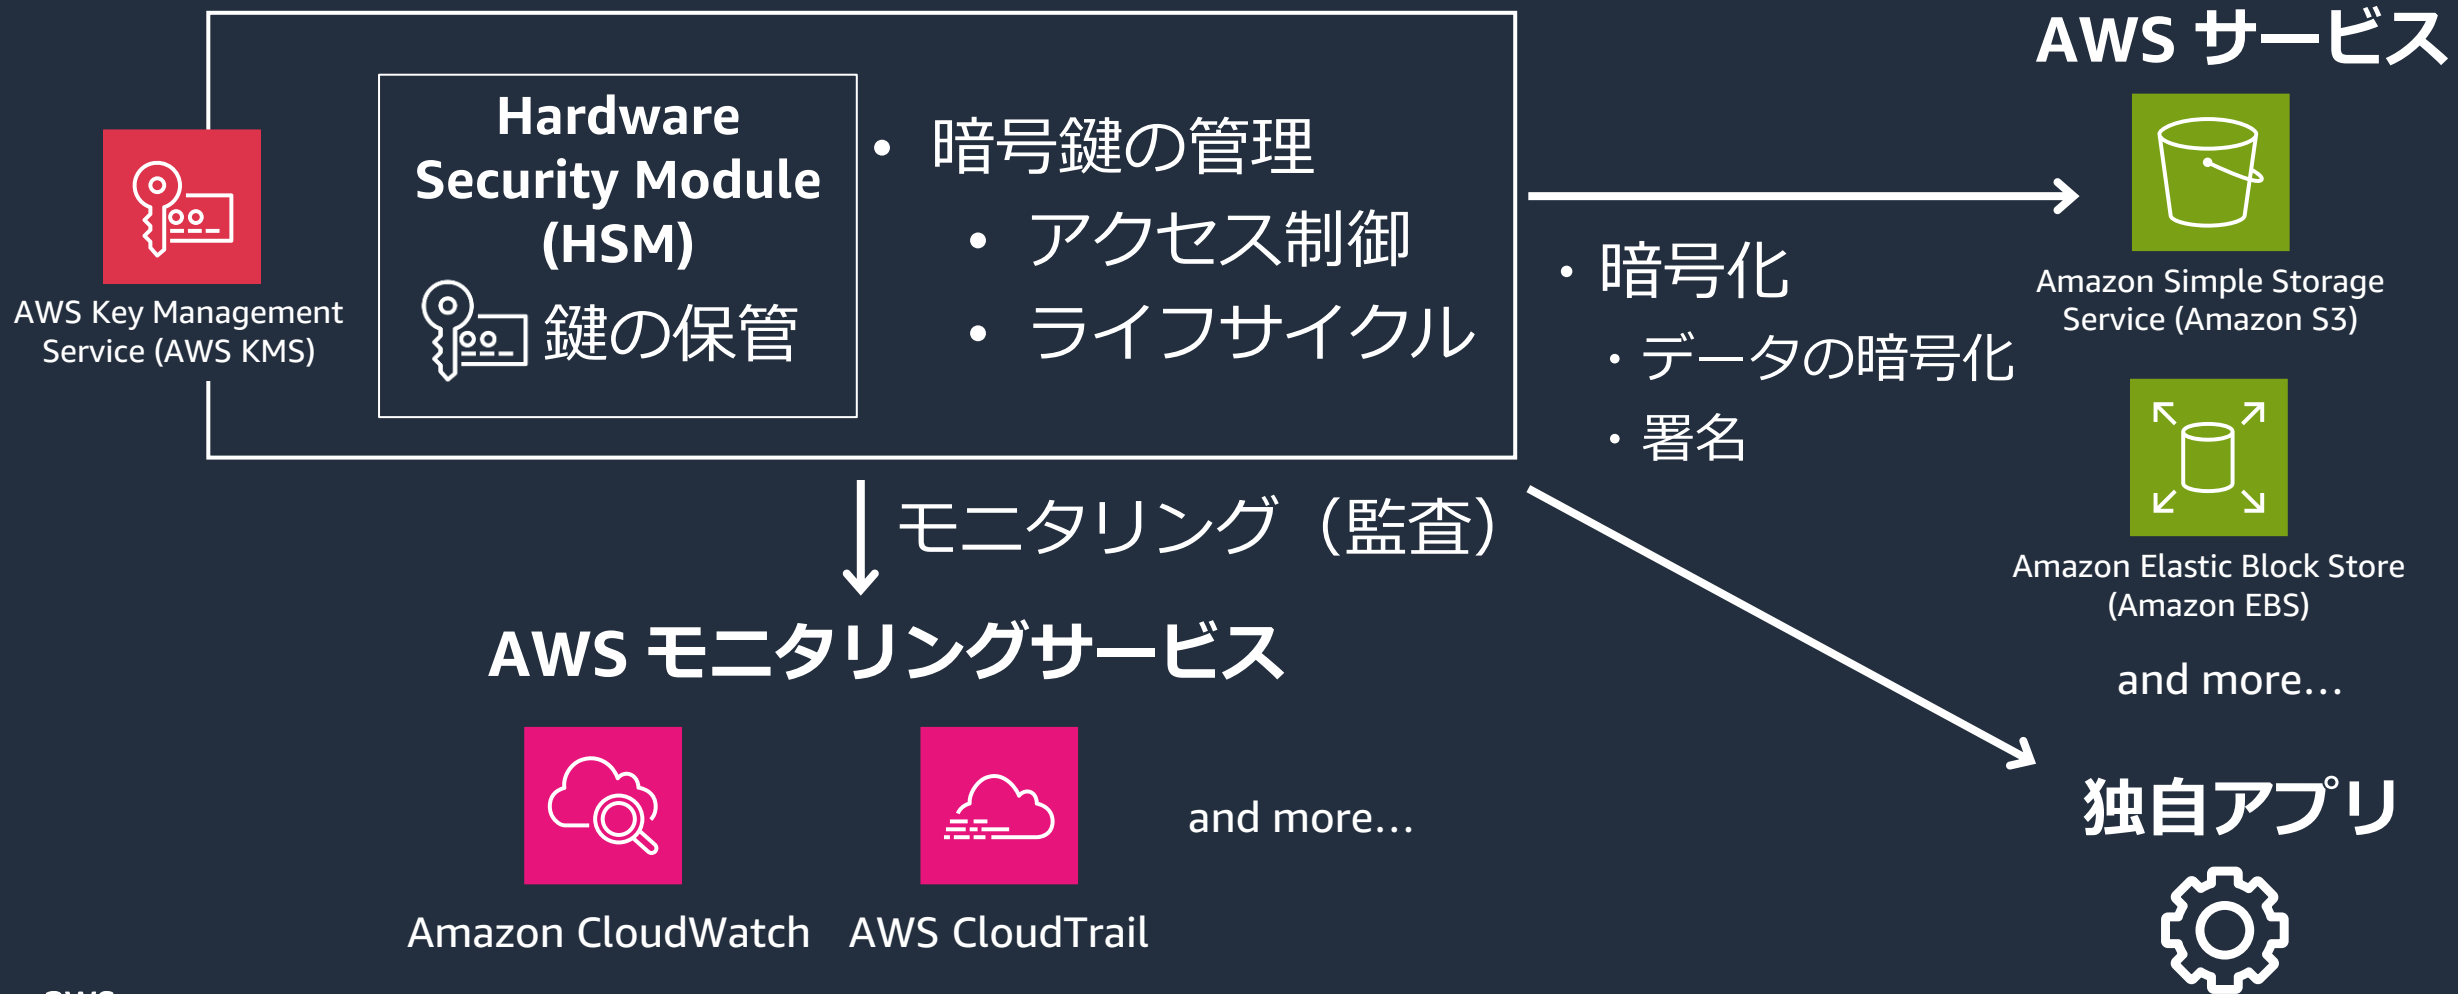 AWS Key Management
Service (AWS KMS)
Hardware
Security Module
(HSM)
鍵の保管
• 暗号鍵の管理
• アクセス制御
• ライフサイクル
・暗号化
・データの暗号化
・署名
AWS サービス
Amazon Simple Storage
Service (Amazon S3)
Amazon Elastic Block Store
(Amazon EBS)
and more...
モニタリング（監査）
AWS モニタリングサービス
Amazon CloudWatch
AWS CloudTrail
and more...
独自アプリ
aws